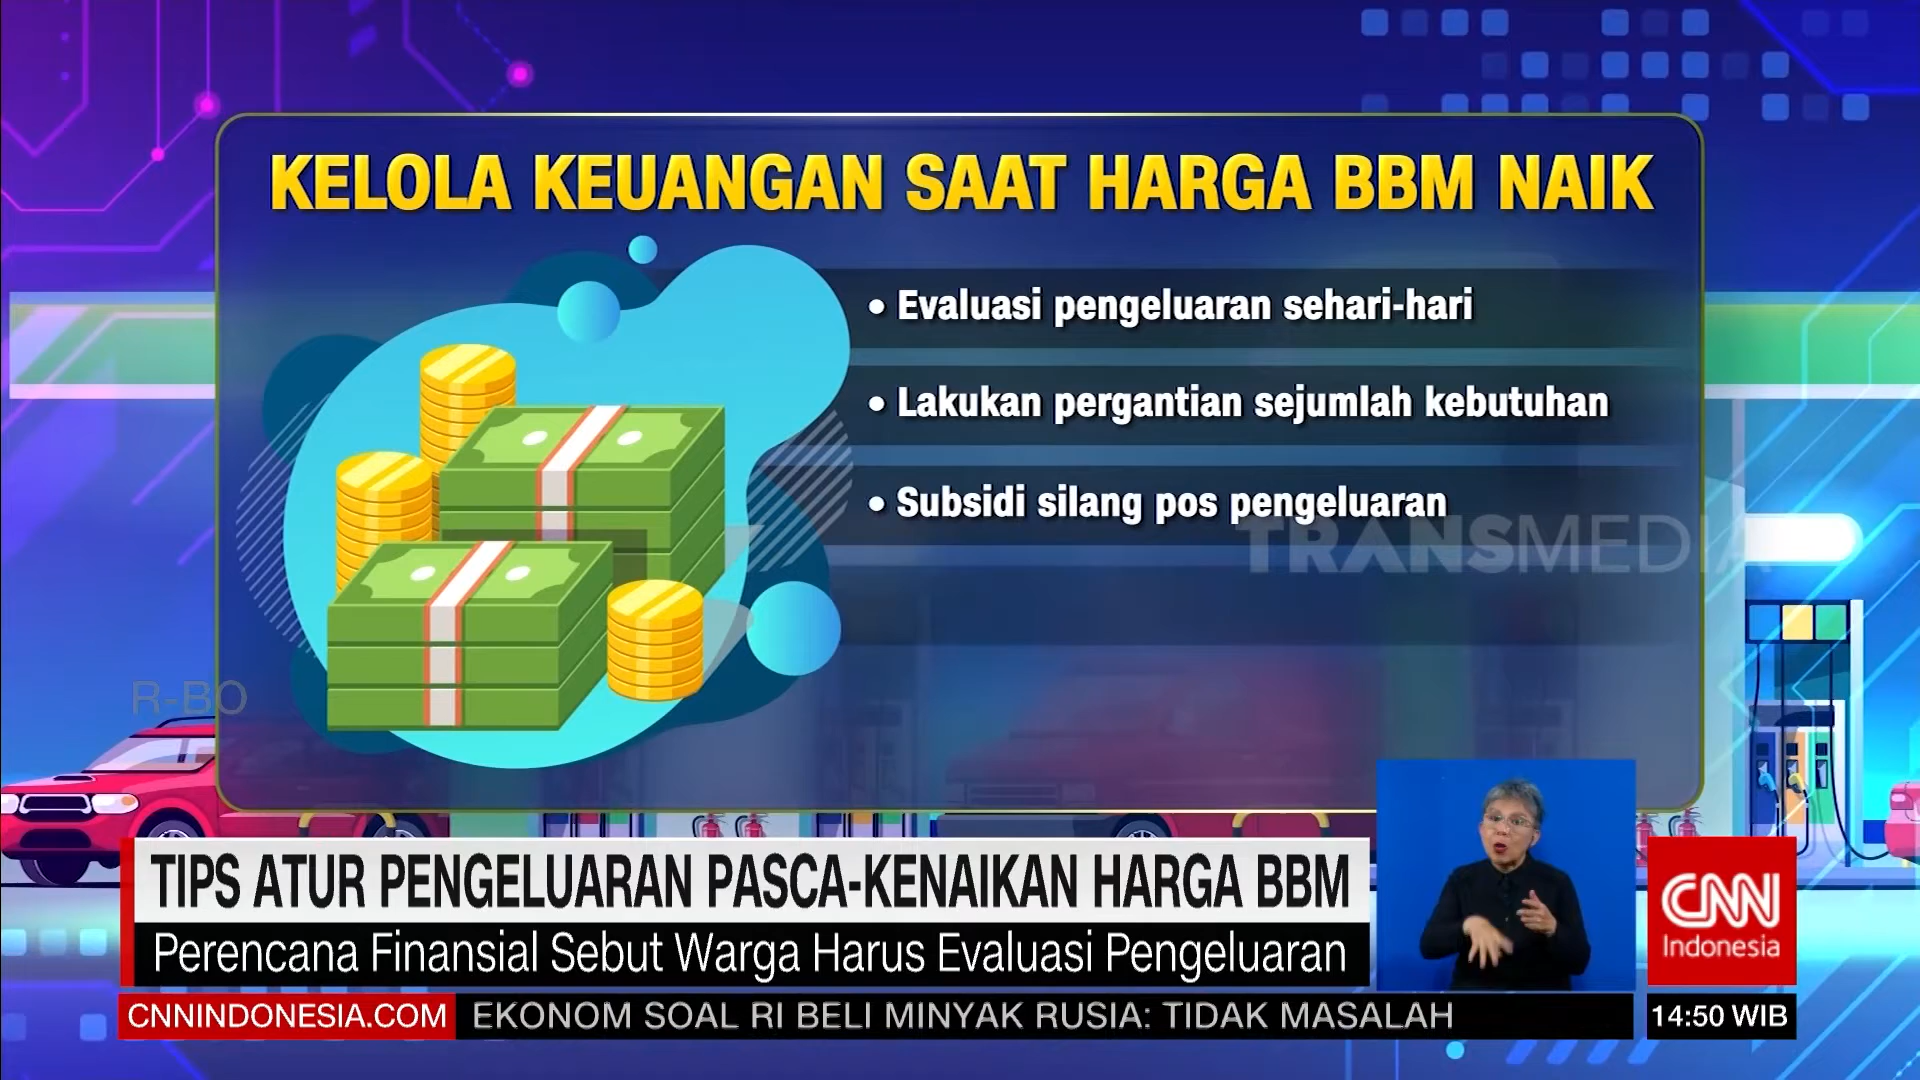 KELOLA KEUANGAN SAAT HARGA BBM NAIK
• Evaluasi pengeluaran sehari-hari
• Lakukan pergantian sejumlah kebutuhan
• Subsidi silang pos pengeluaran
TRANSMEDIA
R-BO
TIPS ATUR PENGELUARAN PASCA-KENAIKAN HARGA BBM
Perencana Finansial Sebut Warga Harus Evaluasi Pengeluaran
CNN
Indonesia
CNNINDONESIA.COM EKONOM SOAL RI BELI MINYAK RUSIA: TIDAK MASALAH 14:50 WIB